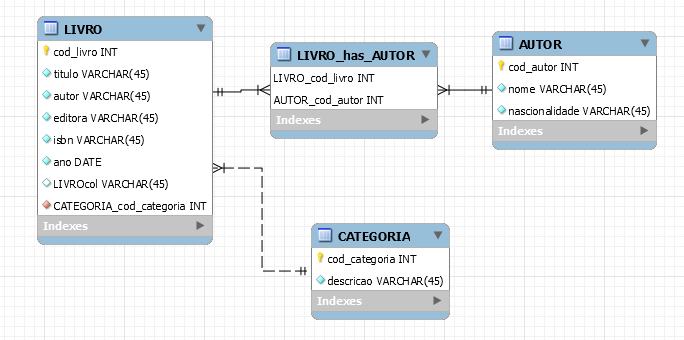 LIVRO
cod_livro INT
titulo VARCHAR(45)
autor VARCHAR(45)
editora VARCHAR(45)
isbn VARCHAR(45)
ano DATE
LIVROcol VARCHAR(45)
CATEGORIA_cod_categoria INT
Indexes
LIVRO_has_AUTOR
LIVRO_cod_livro INT
AUTOR_cod_autor INT
Indexes
AUTOR
cod_autor INT
nome VARCHAR(45)
nascionalidade VARCHAR(45)
Indexes
CATEGORIA
cod_categoria INT
descricao VARCHAR(45)
Indexes